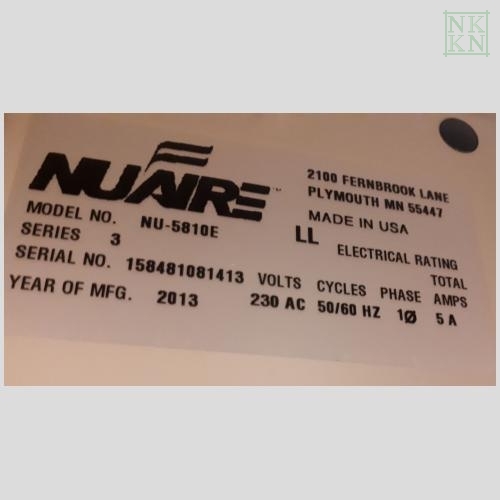 NK
KN
NUAIRE™
2100 FERNBROOK LANE
PLYMOUTH MN 55447
MADE IN USA
MODEL NO. NU-5810E
SERIES 3
LL ELECTRICAL RATING
SERIAL NO. 158481081413
VOLTS CYCLES PHASE TOTAL AMPS
YEAR OF MFG. 2013
230 AC 50/60 HZ 1Ø 5 A